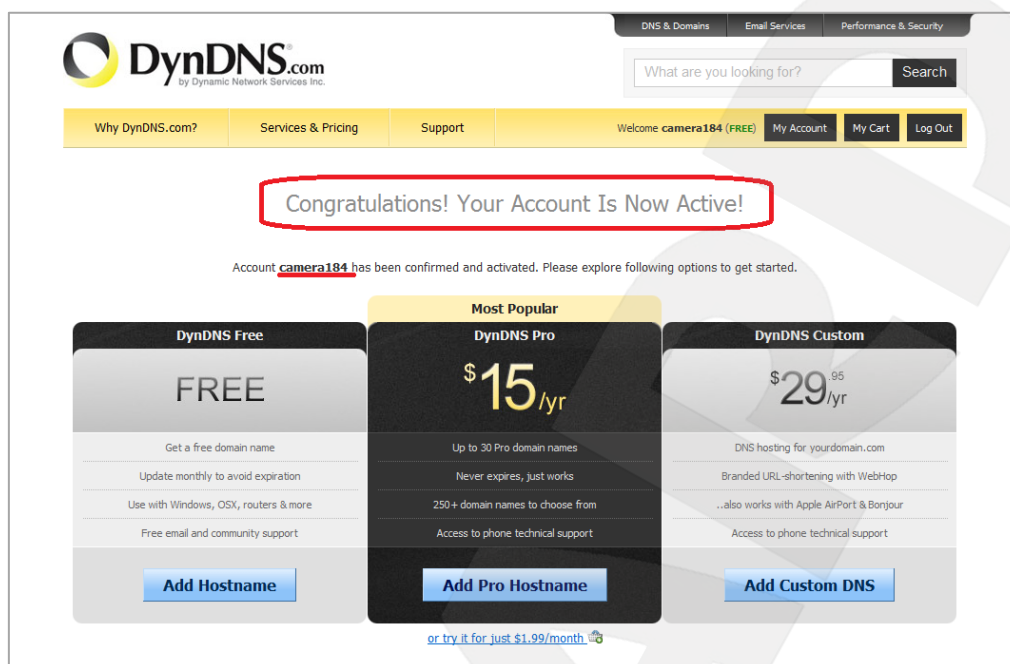 DNS & Domains Email Services Performance & Security
DynDNS.com
by Dynamic Network Services Inc.
What are you looking for? Search
Why DynDNS.com? Services & Pricing Support Welcome camera184 (FREE) My Account My Cart Log Out
Congratulations! Your Account Is Now Active!
Account camera184 has been confirmed and activated. Please explore following options to get started.
Most Popular
DynDNS Free DynDNS Pro DynDNS Custom
FREE $15/yr $29.95/yr
Get a free domain name Up to 30 Pro domain names DNS hosting for yourdomain.com
Update monthly to avoid expiration Never expires, just works Branded URL-shortening with WebHop
Use with Windows, OSX, routers & more 250+ domain names to choose from ..also works with Apple AirPort & Bonjour
Free email and community support Access to phone technical support Access to phone technical support
Add Hostname Add Pro Hostname Add Custom DNS
or try it for just $1.99/month